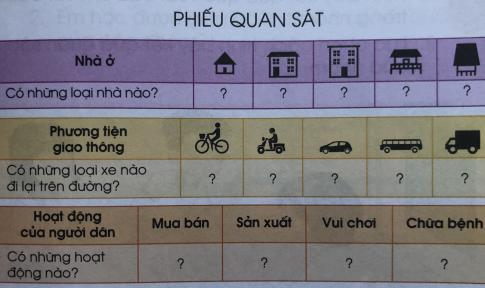 PHIẾU QUAN SÁT
Nhà ở
Có những loại nhà nào? ? ? ? ? ?
Phương tiện
giao thông
Có những loại xe nào
đi lại trên đường? ? ? ? ? ?
Hoạt động
của người dân Mua bán Sản xuất Vui chơi Chữa bệnh
Có những hoạt
động nào? ? ? ? ?